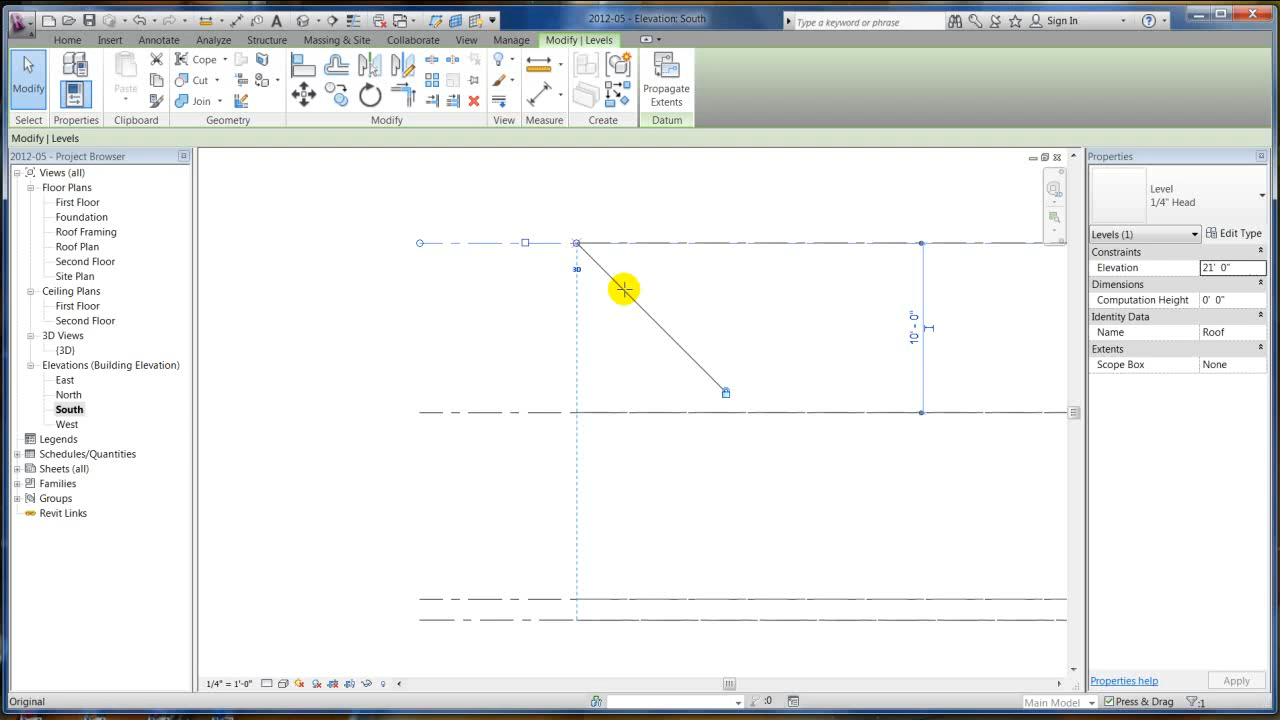 2012-05 - Elevation: South
Type a keyword or phrase
Sign In
Home Insert Annotate Analyze Structure Massing & Site Collaborate View Manage Modify | Levels
Modify
Paste
Cope
Cut
Join
Propagate
Extents
Select Properties Clipboard Geometry Modify View Measure Create Datum
Modify | Levels
2012-05 - Project Browser
Views (all)
Floor Plans
First Floor
Foundation
Roof Framing
Roof Plan
Second Floor
Site Plan
Ceiling Plans
First Floor
Second Floor
3D Views
{3D}
Elevations (Building Elevation)
East
North
South
West
Legends
Schedules/Quantities
Sheets (all)
Families
Groups
Revit Links
3D
10' - 0"
2D
Properties
Level
1/4" Head
Levels (1) Edit Type
Constraints
Elevation 21' 0"
Dimensions
Computation Height 0' 0"
Identity Data
Name Roof
Extents
Scope Box None
Properties help Apply
1/4" = 1'-0"
Original
:0
Main Model
Press & Drag
:1